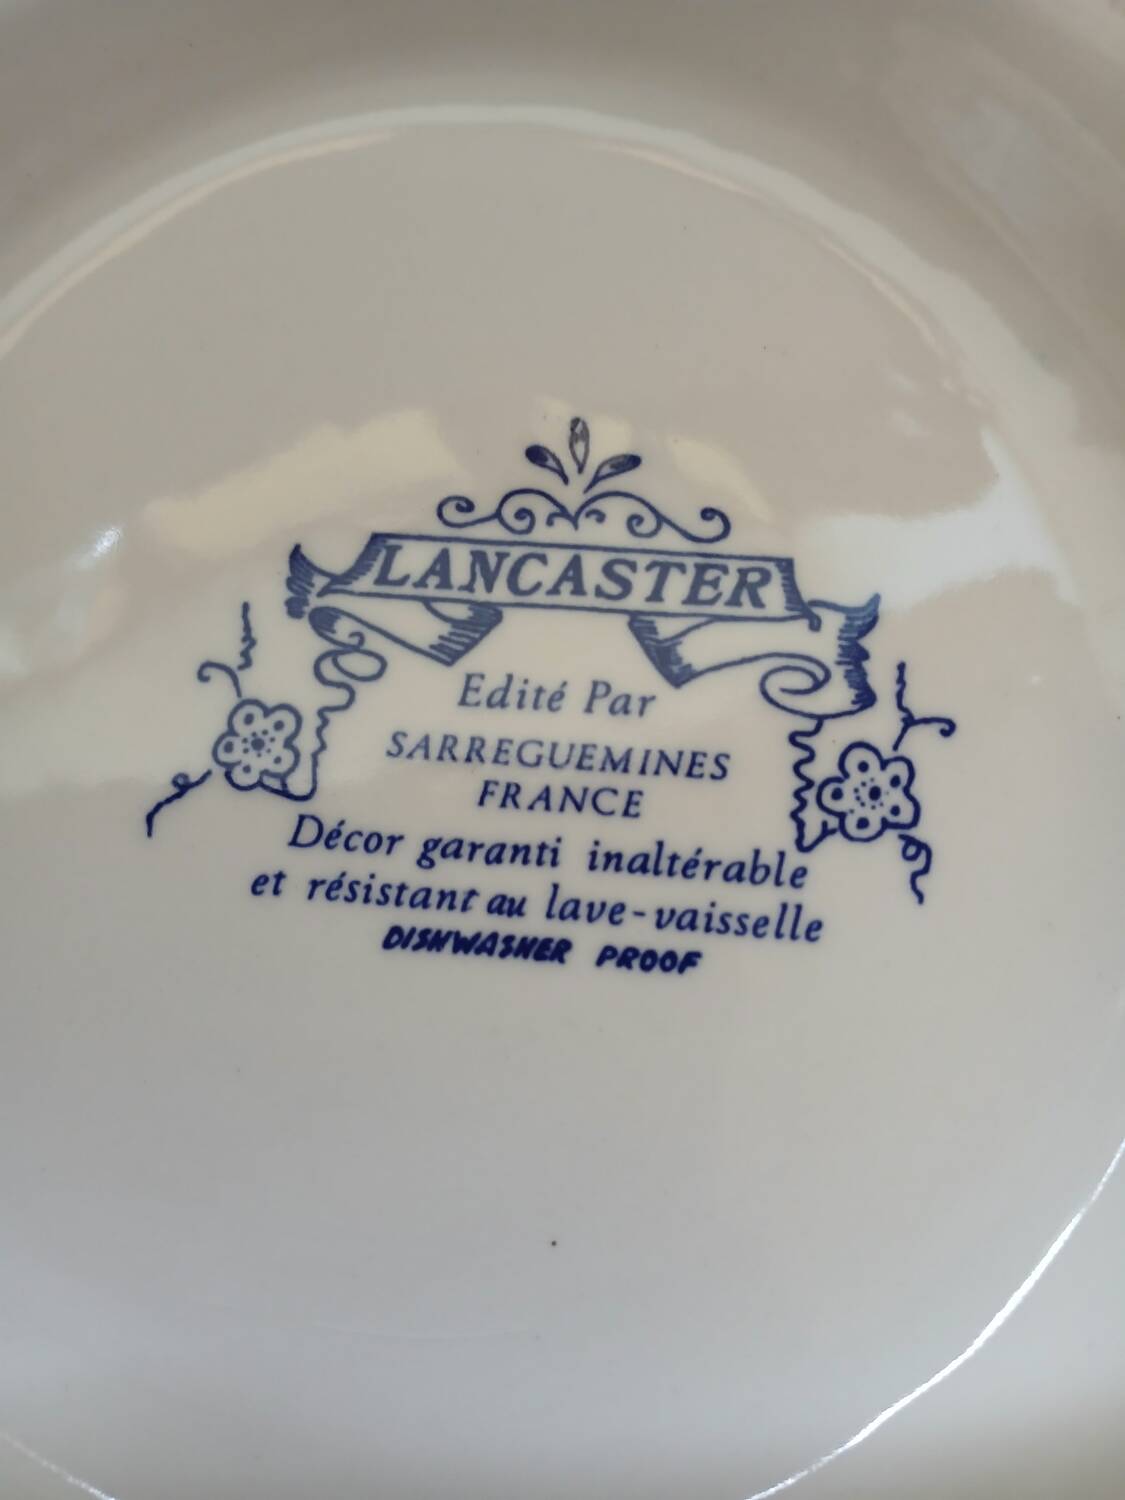 LANCASTER
Edité Par
SARREGUEMINES
FRANCE
Décor garanti inaltérable
et résistant au lave-vaisselle
DISHWASHER PROOF